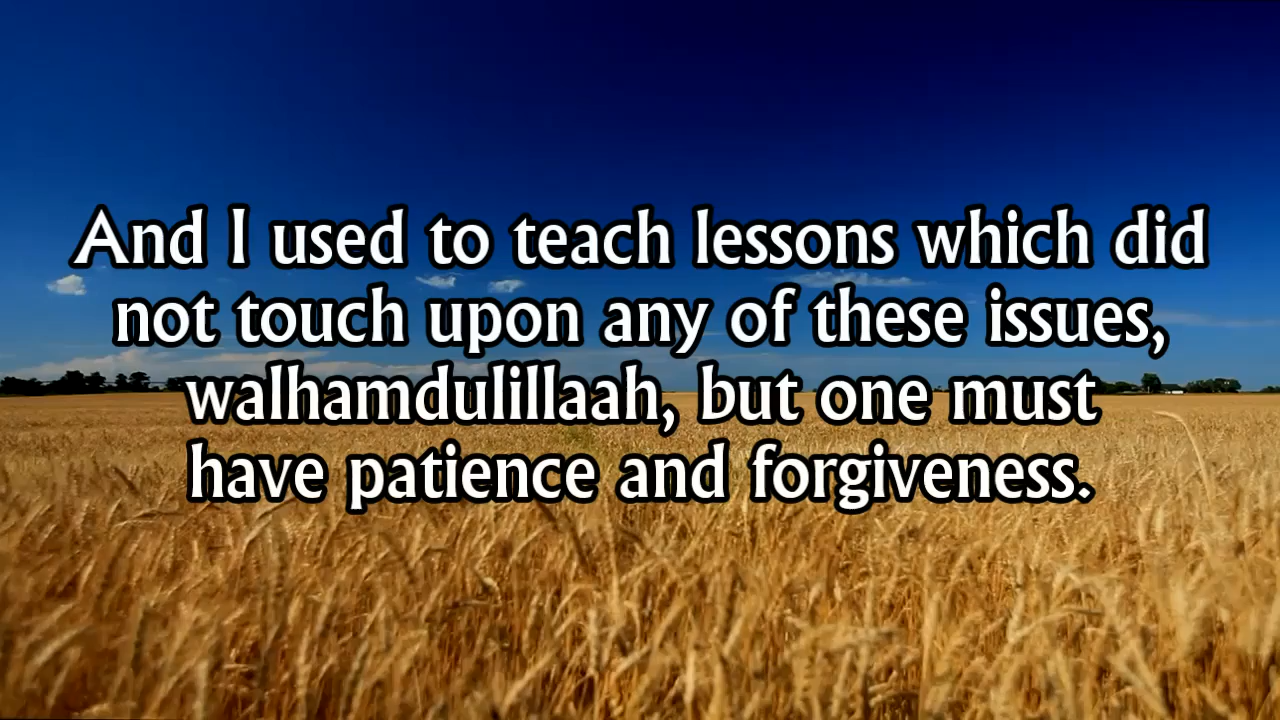 And I used to teach lessons which did
not touch upon any of these issues,
walhamdulillaah, but one must
have patience and forgiveness.